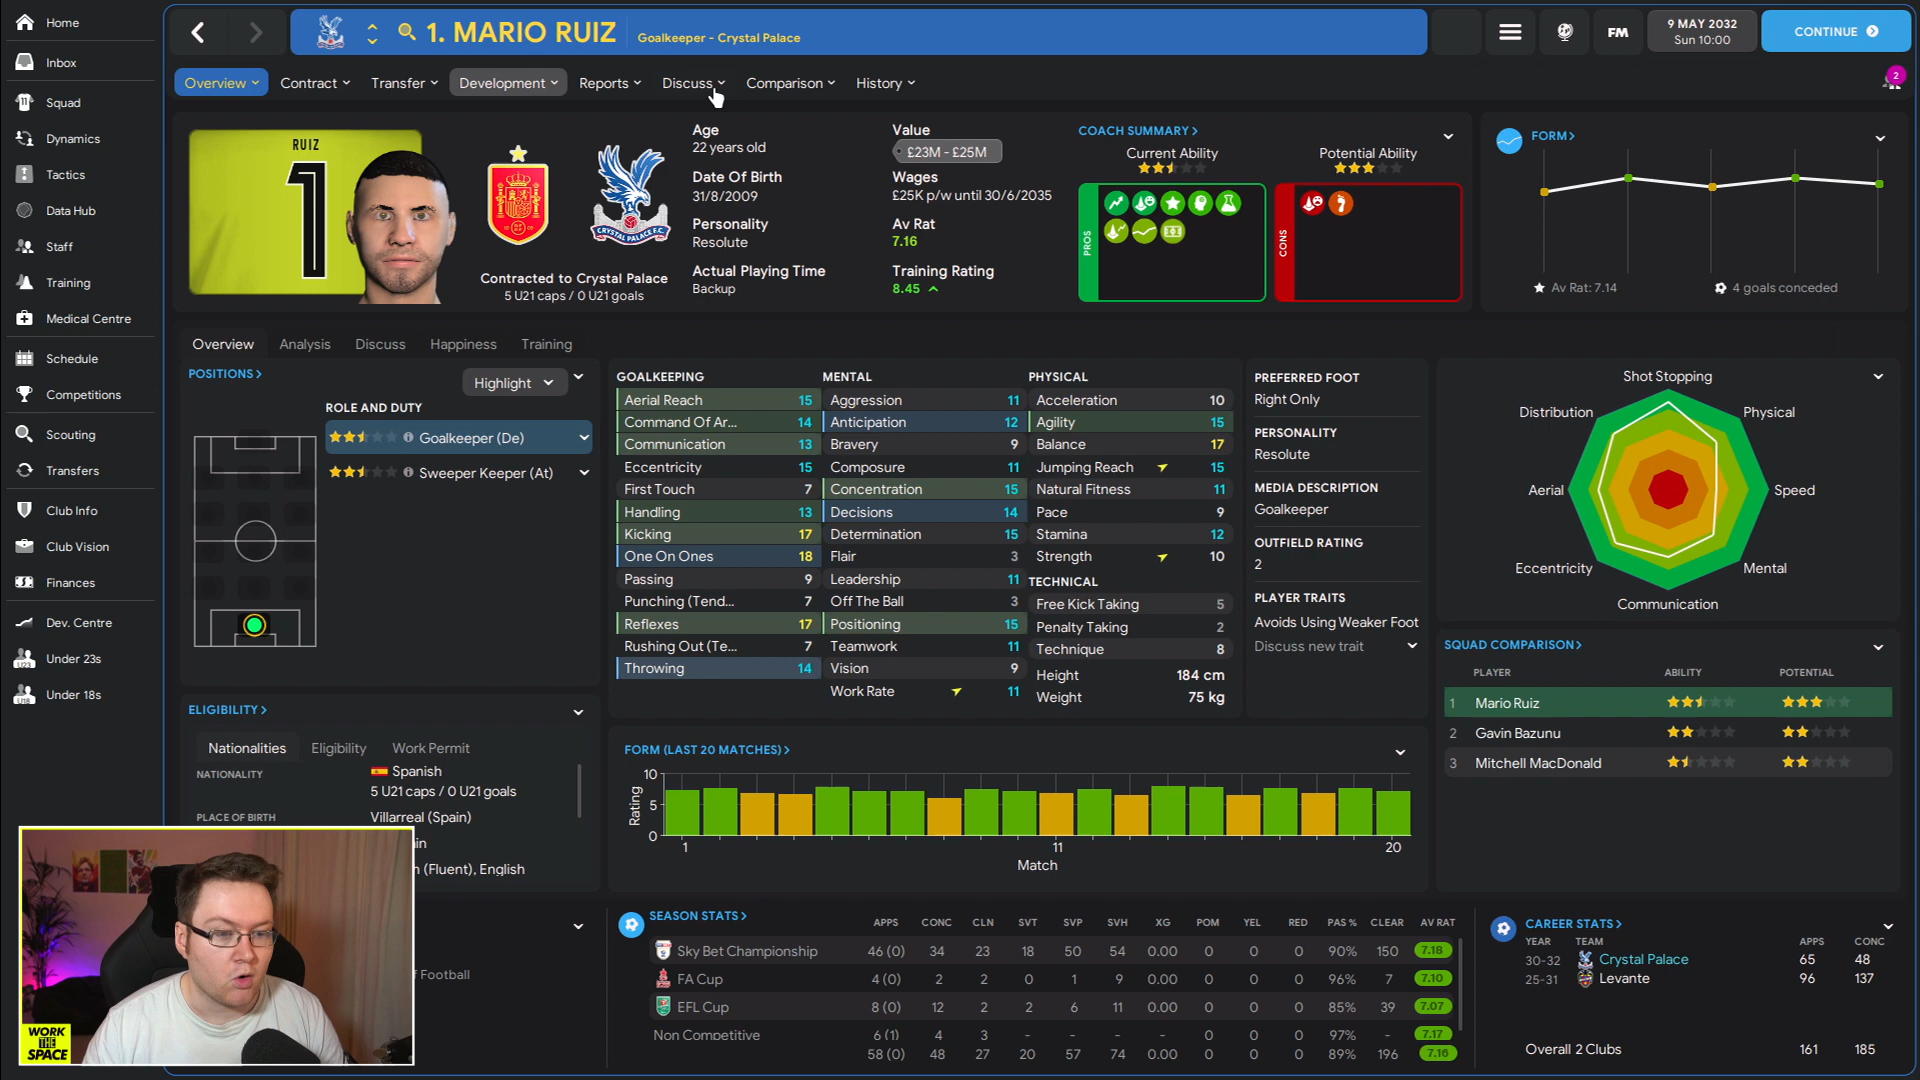 Home
Inbox
Squad
Dynamics
Tactics
Data Hub
Staff
Training
Medical Centre
Schedule
Competitions
Scouting
Transfers
Club Info
Club Vision
Finances
Dev. Centre
Under 23s
Under 18s
1. MARIO RUIZ
Goalkeeper - Crystal Palace
FM
9 MAY 2032
Sun 10:00
CONTINUE
Overview
Contract
Transfer
Development
Reports
Discuss
Comparison
History
2
RUIZ
1
CRYSTAL PALACE F.C.
Contracted to Crystal Palace
5 U21 caps / 0 U21 goals
Age
22 years old
Date Of Birth
31/8/2009
Personality
Resolute
Actual Playing Time
Backup
Value
£23M - £25M
Wages
£25K p/w until 30/6/2035
Av Rat
7.16
Training Rating
8.45
COACH SUMMARY >
Current Ability
Potential Ability
PROS
CONS
FORM >
Av Rat: 7.14
4 goals conceded
Overview Analysis Discuss Happiness Training
POSITIONS >
Highlight
ROLE AND DUTY
Goalkeeper (De)
Sweeper Keeper (At)
GOALKEEPING
Aerial Reach 15
Command Of Ar... 14
Communication 13
Eccentricity 15
First Touch 7
Handling 13
Kicking 17
One On Ones 18
Passing 9
Punching (Tend... 7
Reflexes 17
Rushing Out (Te... 7
Throwing 14
MENTAL
Aggression 11
Anticipation 12
Bravery 9
Composure 11
Concentration 15
Decisions 14
Determination 15
Flair 3
Leadership 11
Off The Ball 3
Positioning 15
Teamwork 11
Vision 9
Work Rate 11
PHYSICAL
Acceleration 10
Agility 15
Balance 17
Jumping Reach 15
Natural Fitness 11
Pace 9
Stamina 12
Strength 10
TECHNICAL
Free Kick Taking 5
Penalty Taking 2
Technique 8
Height 184 cm
Weight 75 kg
PREFERRED FOOT
Right Only
PERSONALITY
Resolute
MEDIA DESCRIPTION
Goalkeeper
OUTFIELD RATING
2
PLAYER TRAITS
Avoids Using Weaker Foot
Discuss new trait
Shot Stopping
Physical
Speed
Mental
Communication
Eccentricity
Aerial
Distribution
SQUAD COMPARISON >
PLAYER ABILITY POTENTIAL
1 Mario Ruiz
2 Gavin Bazunu
3 Mitchell MacDonald
ELIGIBILITY >
Nationalities Eligibility Work Permit
NATIONALITY
Spanish
5 U21 caps / 0 U21 goals
PLACE OF BIRTH
Villarreal (Spain)
in
(Fluent), English
f Football
WORK
THE
SPACE
FORM (LAST 20 MATCHES) >
Rating
10
5
0
1
11
20
Match
SEASON STATS >
APPS CONC CLN SVT SVP SVH XG POM YEL RED PAS % CLEAR AV RAT
Sky Bet Championship 46 (0) 34 23 18 50 54 0.00 0 0 0 90% 150 7.18
FA Cup 4 (0) 2 2 0 1 9 0.00 0 0 0 96% 7 7.10
EFL Cup 8 (0) 12 2 2 6 11 0.00 0 0 0 85% 39 7.07
Non Competitive 6 (1) 4 3 - - - - 0 0 0 97% - 7.17
58 (0) 48 27 20 57 74 0.00 0 0 0 89% 196 7.16
CAREER STATS >
YEAR TEAM APPS CONC
30-32 Crystal Palace 65 48
25-31 Levante 96 137
Overall 2 Clubs 161 185